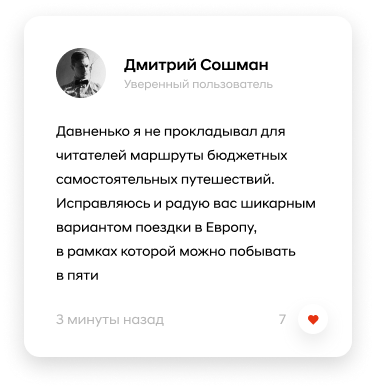 Дмитрий Сошман
Уверенный пользователь
Давненько я не прокладывал для
читателей маршруты бюджетных
самостоятельных путешествий.
Исправляюсь и радую вас шикарным
вариантом поездки в Европу,
в рамках которой можно побывать
в пяти
3 минуты назад 7